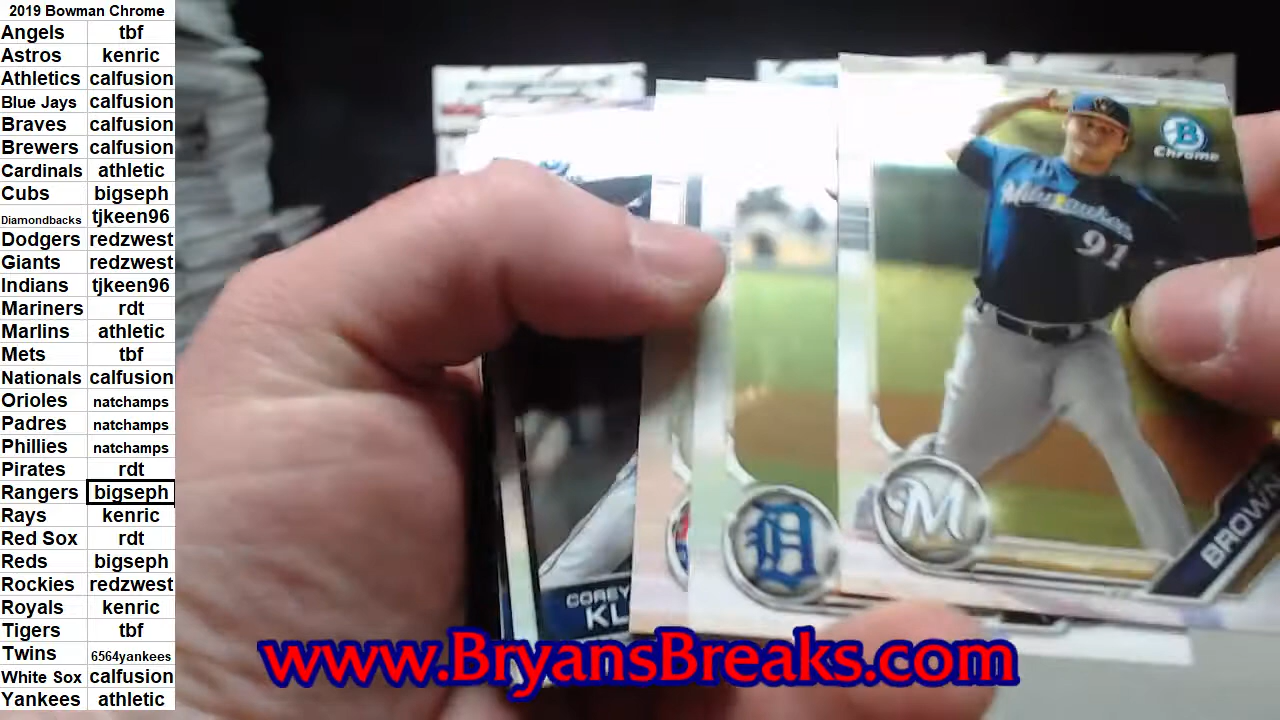 2019 Bowman Chrome
Angels tbf
Astros kenric
Athletics calfusion
Blue Jays calfusion
Braves calfusion
Brewers calfusion
Cardinals athletic
Cubs bigseph
Diamondbacks tjkeen96
Dodgers redzwest
Giants redzwest
Indians tjkeen96
Mariners rdt
Marlins athletic
Mets tbf
Nationals calfusion
Orioles natchamps
Padres natchamps
Phillies natchamps
Pirates rdt
Rangers bigseph
Rays kenric
Red Sox rdt
Reds bigseph
Rockies redzwest
Royals kenric
Tigers tbf
Twins 6564yankees
White Sox calfusion
Yankees athletic
B
Chrome
Milwaukee
91
M
BROWN
D
COREY
KL
www.BryansBreaks.com